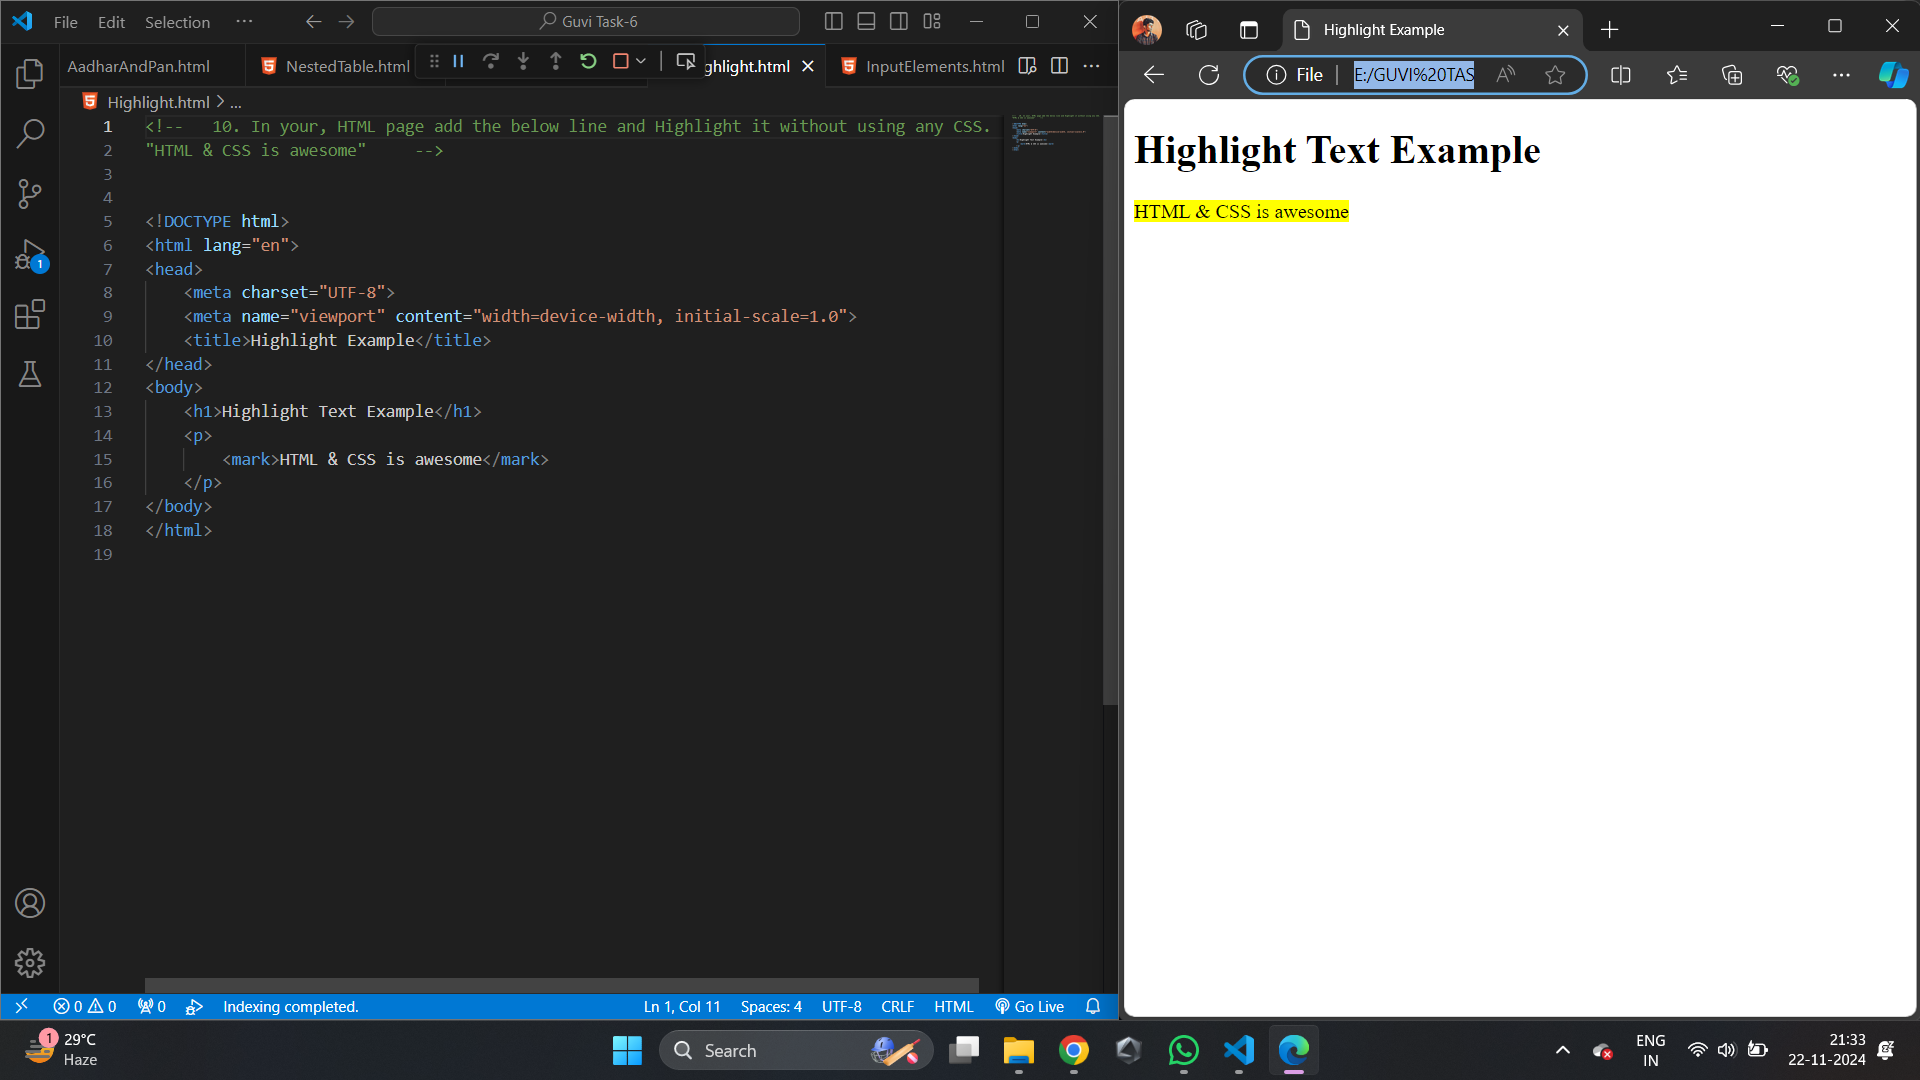 File Edit Selection ···
Guvi Task-6
AadharAndPan.html
NestedTable.html
ghlight.html
InputElements.html
Highlight.html > ...
1 <!--   10. In your, HTML page add the below line and Highlight it without using any CSS.
2 "HTML & CSS is awesome"     -->
3
4
5 <!DOCTYPE html>
6 <html lang="en">
7 <head>
8     <meta charset="UTF-8">
9     <meta name="viewport" content="width=device-width, initial-scale=1.0">
10     <title>Highlight Example</title>
11 </head>
12 <body>
13     <h1>Highlight Text Example</h1>
14     <p>
15         <mark>HTML & CSS is awesome</mark>
16     </p>
17 </body>
18 </html>
19
1
0 0 0 Indexing completed. Ln 1, Col 11 Spaces: 4 UTF-8 CRLF HTML Go Live
Highlight Example
File | E:/GUVI%20TAS
Highlight Text Example
HTML & CSS is awesome
1
29°C
Haze
Search
ENG
IN
21:33
22-11-2024